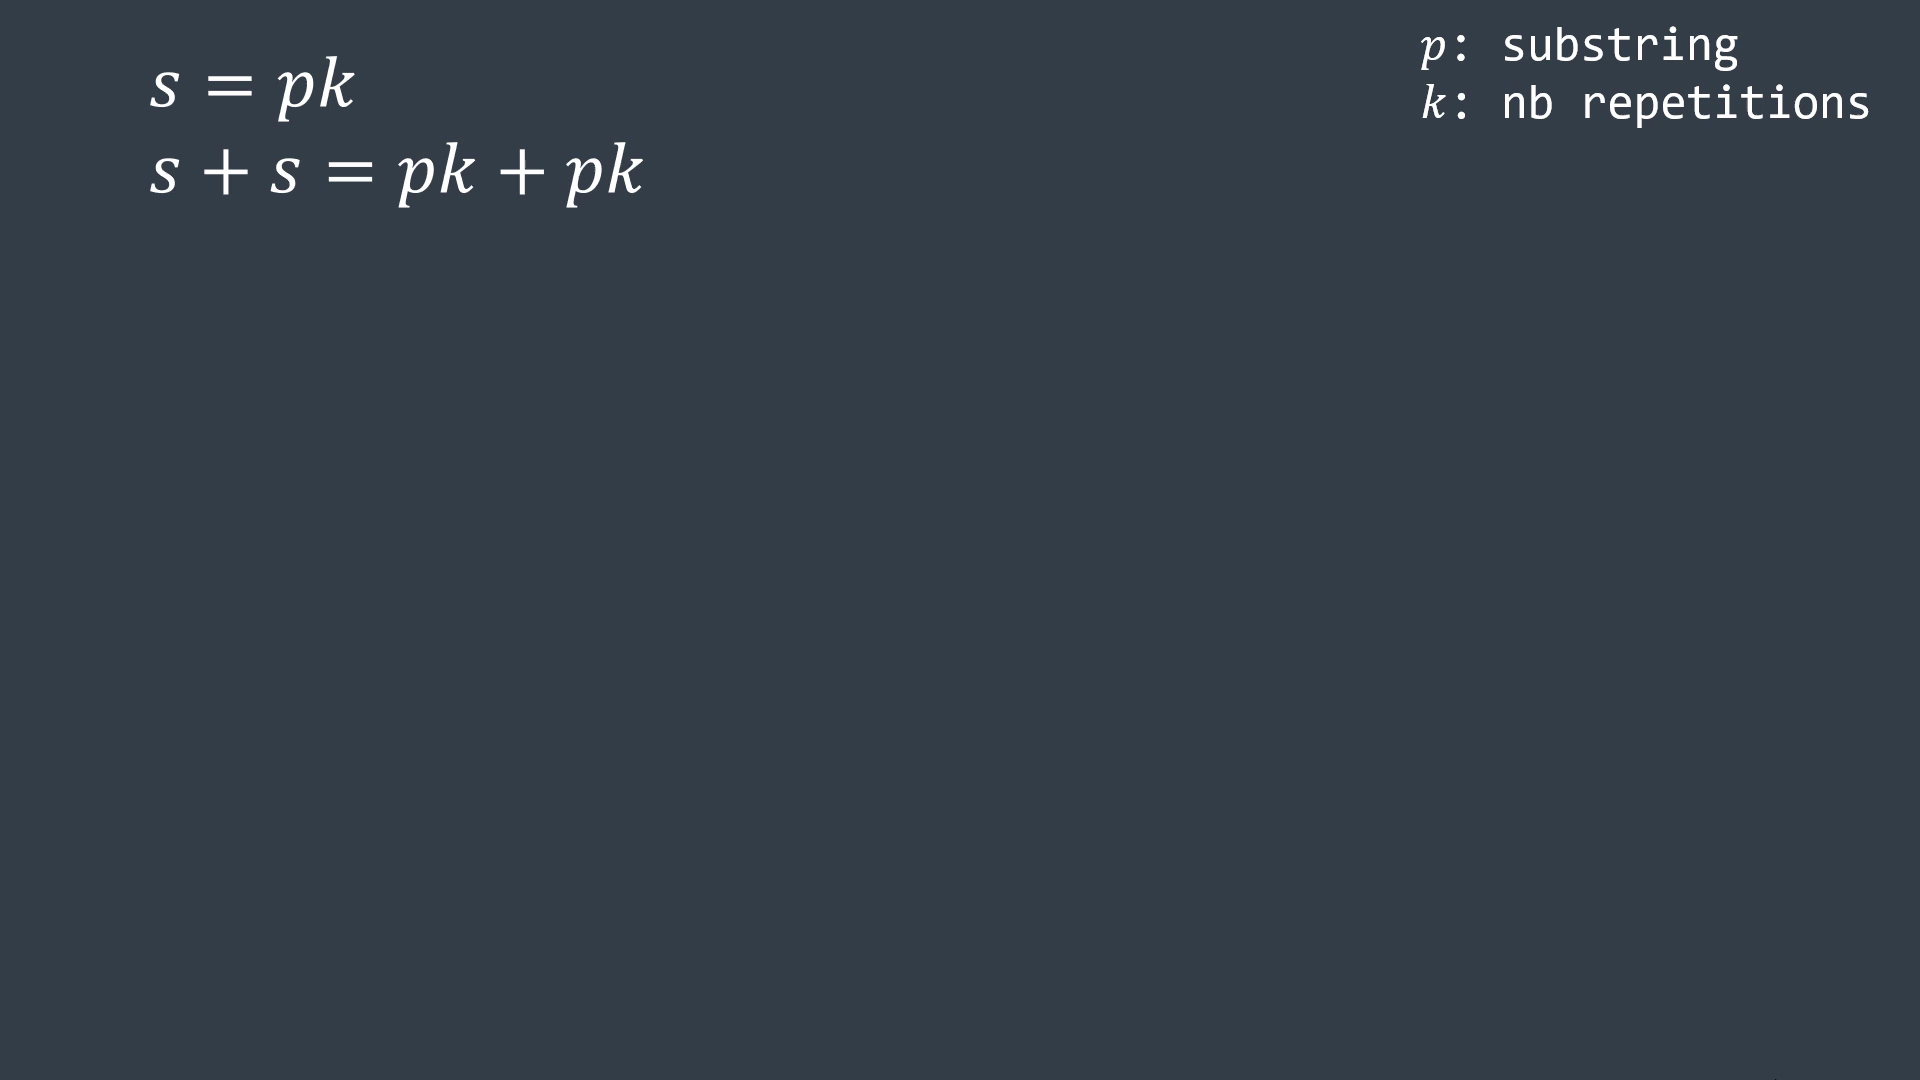 s = pk
s + s = pk + pk
p: substring
k: nb repetitions